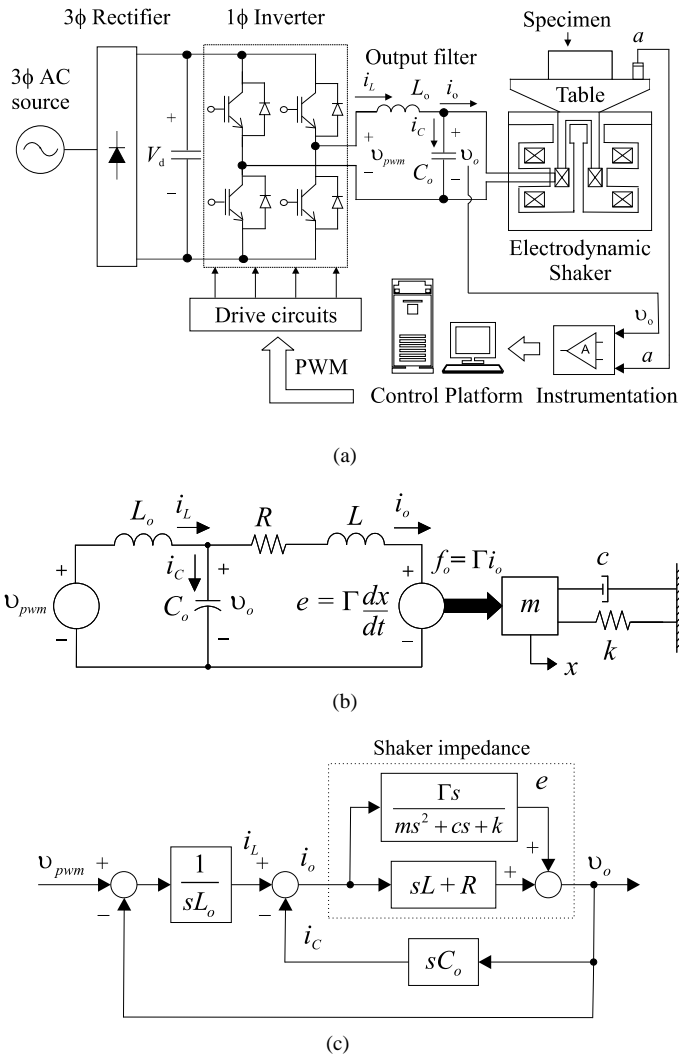 3ϕ Rectifier
1ϕ Inverter
Specimen
a
3ϕ AC
source
Output filter
i_L
L_o
i_o
Table
i_C
+
V_d
−
+
υ_pwm
−
C_o
+
υ_o
−
Electrodynamic
Shaker
Drive circuits
PWM
υ_o
A
a
Control Platform
Instrumentation
(a)
L_o
i_L
R
L
i_o
i_C
+
υ_pwm
−
C_o
+
υ_o
−
e = Γ dx/dt
+
−
f_o = Γ i_o
m
c
k
x
(b)
Shaker impedance
Γs / (ms² + cs + k)
e
υ_pwm
+
−
1 / sL_o
i_L
+
−
i_o
sL + R
+
+
υ_o
i_C
sC_o
(c)